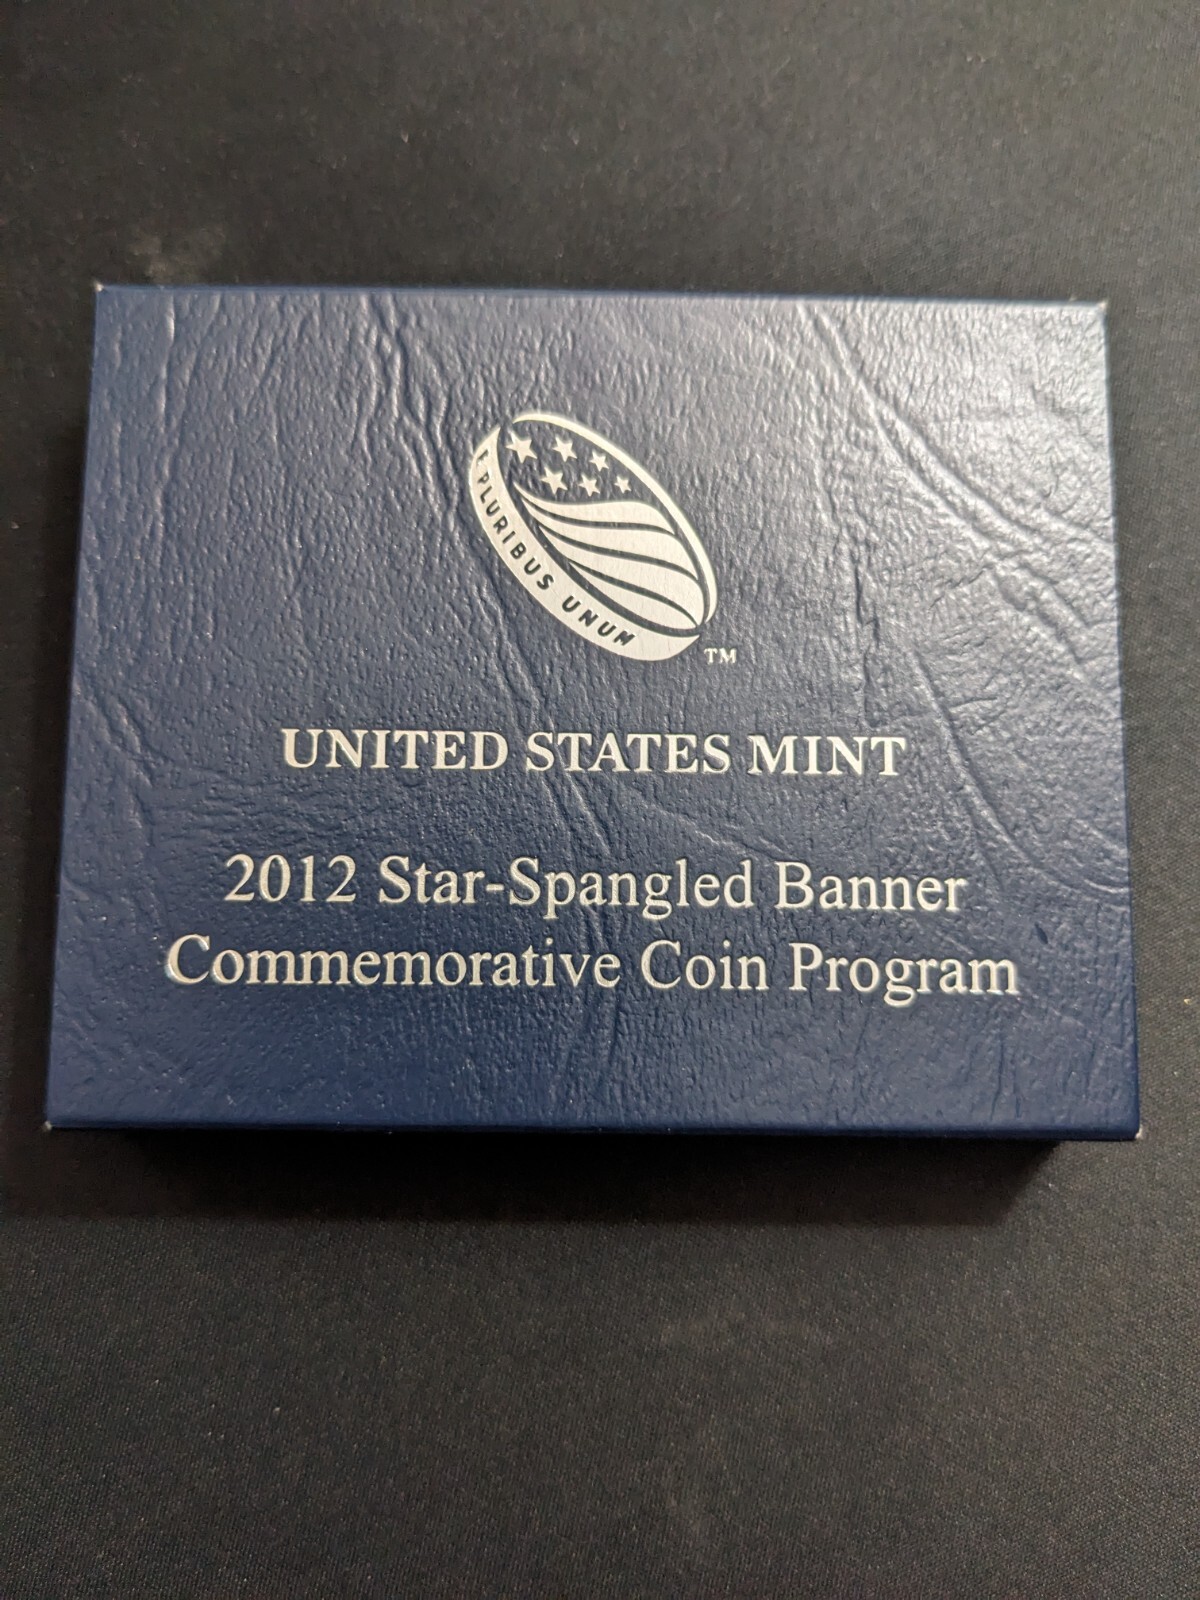 E PLURIBUS UNUM
TM
UNITED STATES MINT
2012 Star-Spangled Banner
Commemorative Coin Program